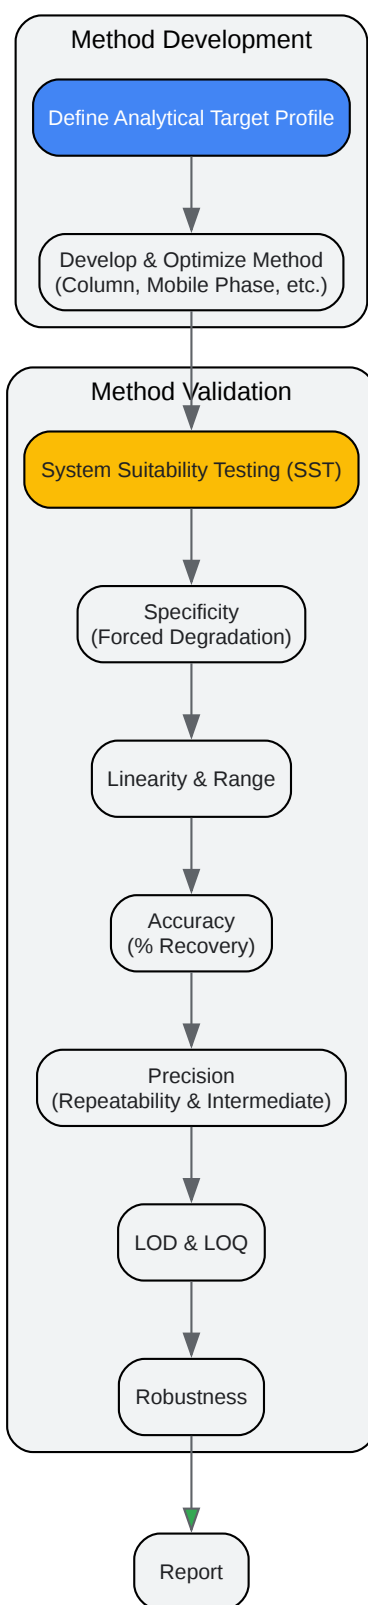 Method Development
Define Analytical Target Profile
Develop & Optimize Method
(Column, Mobile Phase, etc.)
Method Validation
System Suitability Testing (SST)
Specificity
(Forced Degradation)
Linearity & Range
Accuracy
(% Recovery)
Precision
(Repeatability & Intermediate)
LOD & LOQ
Robustness
Report